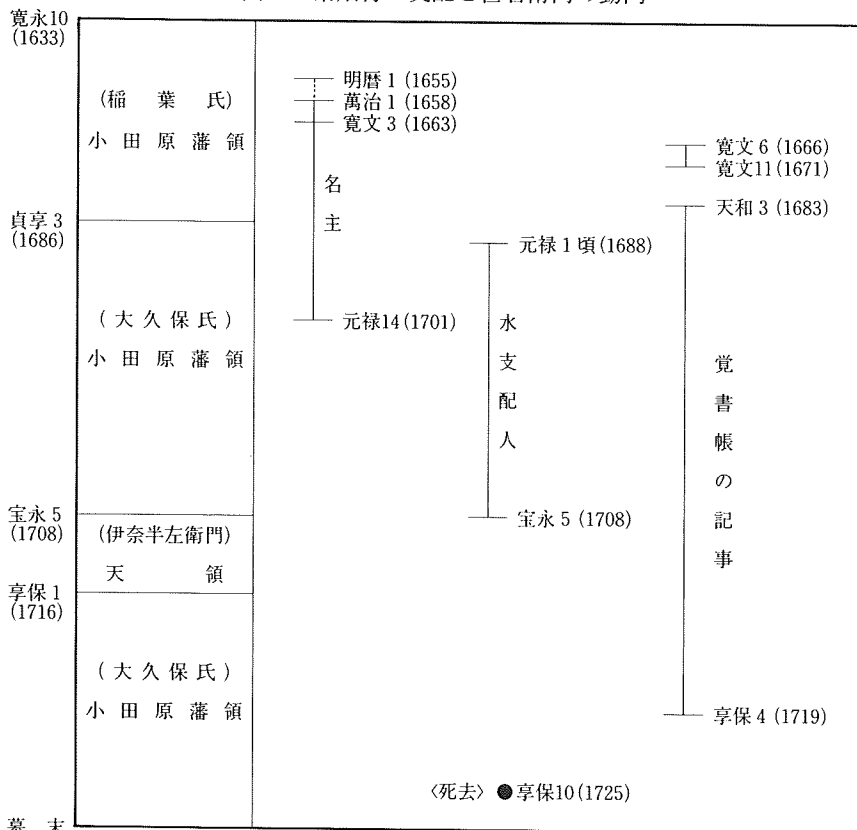 寛永10
(1633)
(稲葉氏)
小田原藩領
貞享3
(1686)
(大久保氏)
小田原藩領
宝永5
(1708)
(伊奈半左衛門)
天領
享保1
(1716)
(大久保氏)
小田原藩領
幕末
明暦1(1655)
萬治1(1658)
寛文3(1663)
名主
元禄14(1701)
元禄1頃(1688)
水支配人
宝永5(1708)
寛文6(1666)
寛文11(1671)
天和3(1683)
覚書帳の記事
享保4(1719)
〈死去〉●享保10(1725)